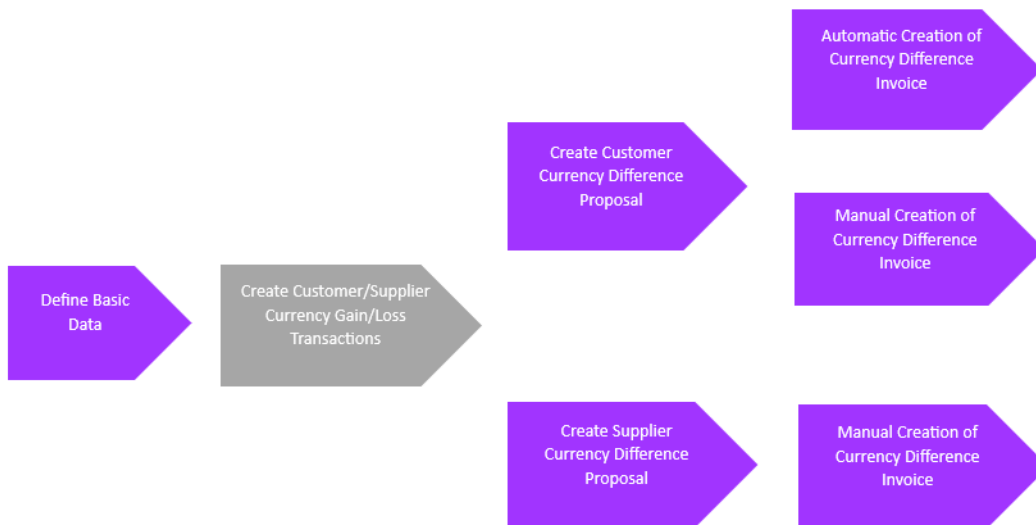 Automatic Creation of
Currency Difference
Invoice
Create Customer
Currency Difference
Proposal
Manual Creation of
Currency Difference
Invoice
Define Basic
Data
Create Customer/Supplier
Currency Gain/Loss
Transactions
Create Supplier
Currency Difference
Proposal
Manual Creation of
Currency Difference
Invoice